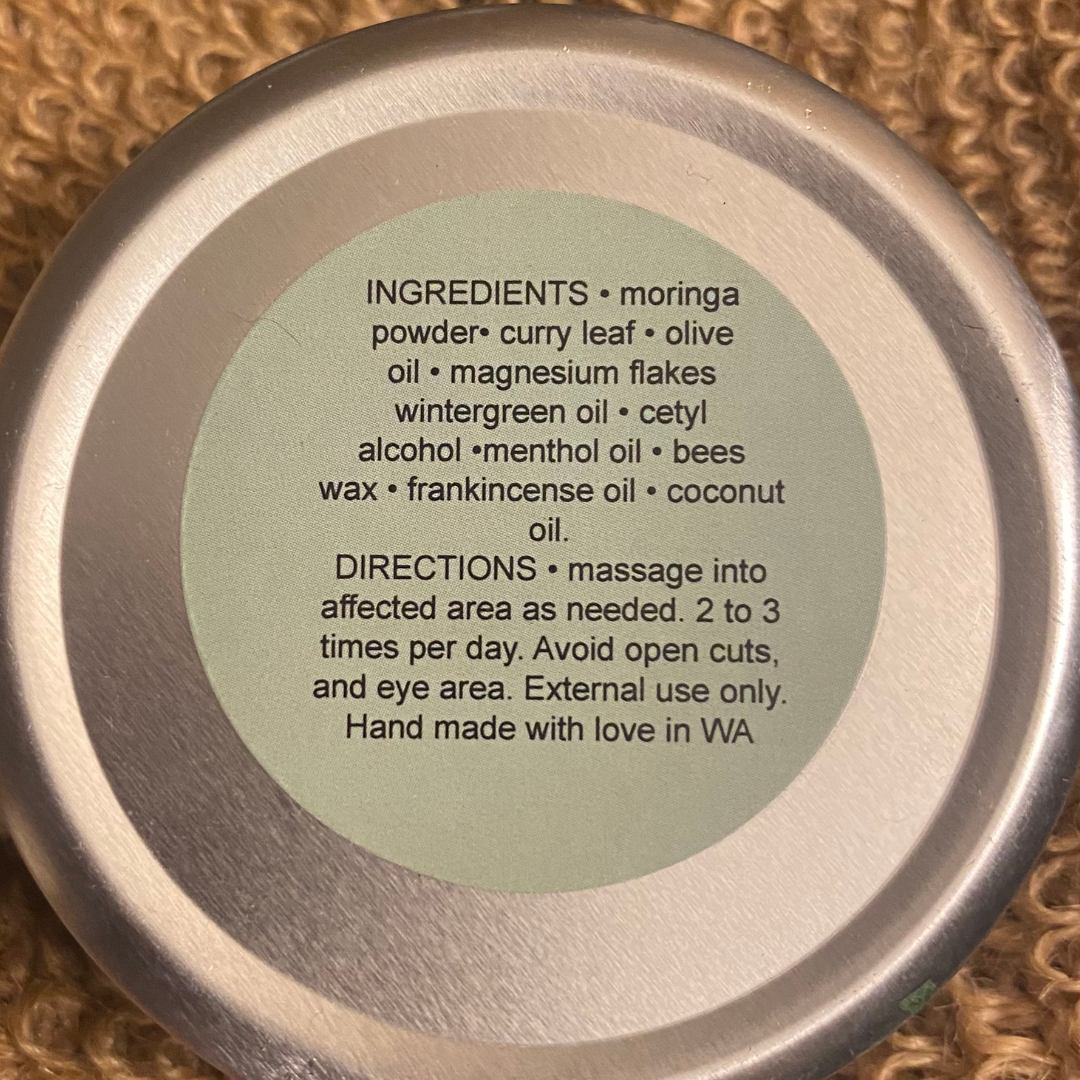 INGREDIENTS • moringa
powder• curry leaf • olive
oil • magnesium flakes
wintergreen oil • cetyl
alcohol •menthol oil • bees
wax • frankincense oil • coconut
oil.
DIRECTIONS • massage into
affected area as needed. 2 to 3
times per day. Avoid open cuts,
and eye area. External use only.
Hand made with love in WA